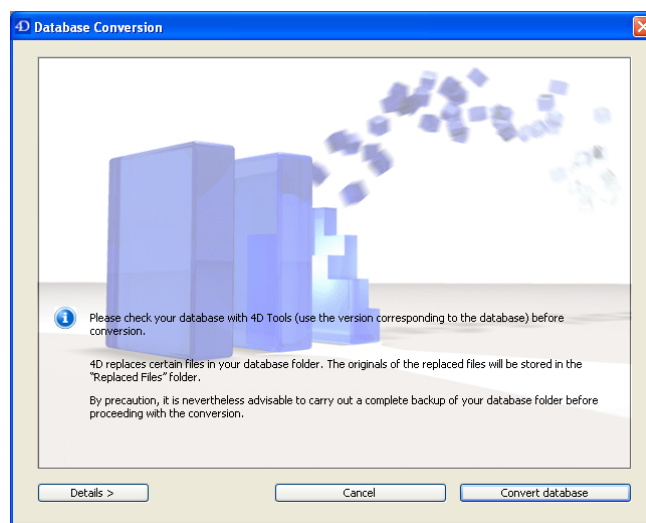 4D Database Conversion
Please check your database with 4D Tools (use the version corresponding to the database) before
conversion.
4D replaces certain files in your database folder. The originals of the replaced files will be stored in the
"Replaced Files" folder.
By precaution, it is nevertheless advisable to carry out a complete backup of your database folder before
proceeding with the conversion.
Details >
Cancel
Convert database